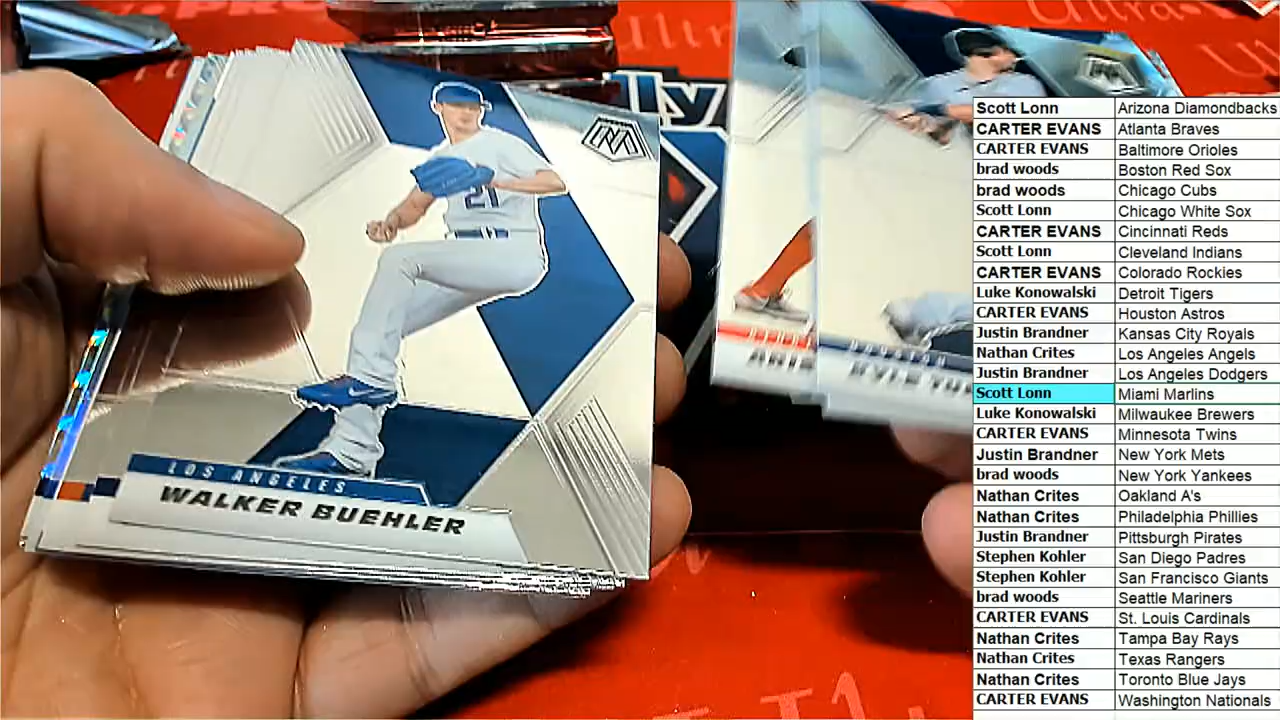 LOS ANGELES
WALKER BUEHLER
21
lly
Scott Lonn Arizona Diamondbacks
CARTER EVANS Atlanta Braves
CARTER EVANS Baltimore Orioles
brad woods Boston Red Sox
brad woods Chicago Cubs
Scott Lonn Chicago White Sox
CARTER EVANS Cincinnati Reds
Scott Lonn Cleveland Indians
CARTER EVANS Colorado Rockies
Luke Konowalski Detroit Tigers
CARTER EVANS Houston Astros
Justin Brandner Kansas City Royals
Nathan Crites Los Angeles Angels
Justin Brandner Los Angeles Dodgers
Scott Lonn Miami Marlins
Luke Konowalski Milwaukee Brewers
CARTER EVANS Minnesota Twins
Justin Brandner New York Mets
brad woods New York Yankees
Nathan Crites Oakland A's
Nathan Crites Philadelphia Phillies
Justin Brandner Pittsburgh Pirates
Stephen Kohler San Diego Padres
Stephen Kohler San Francisco Giants
brad woods Seattle Mariners
CARTER EVANS St. Louis Cardinals
Nathan Crites Tampa Bay Rays
Nathan Crites Texas Rangers
Nathan Crites Toronto Blue Jays
CARTER EVANS Washington Nationals